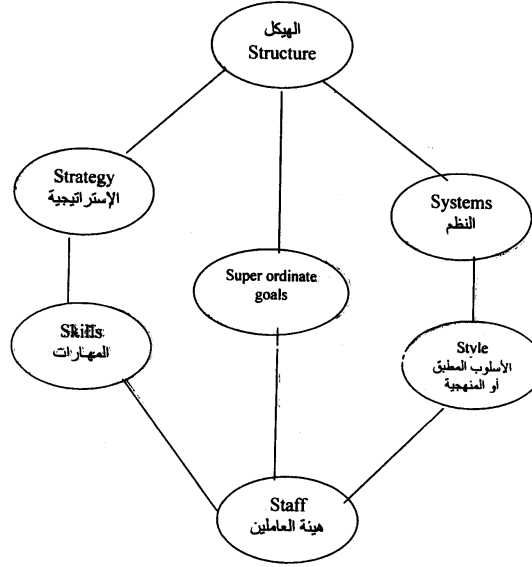 الهيكل
Structure
Strategy
الإستراتيجية
Systems
النظم
Super ordinate
goals
Skills
المهارات
Style
الأسلوب المطبق
أو المنهجية
Staff
هيئة العاملين